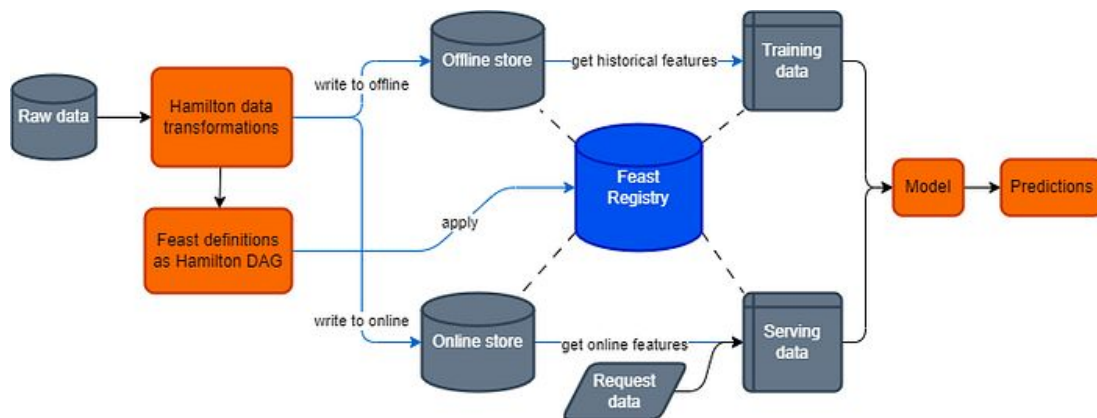 Raw data
Hamilton data
transformations
Feast definitions
as Hamilton DAG
write to offline
apply
write to online
Offline store
get historical features
Training
data
Feast
Registry
Online store
get online features
Request
data
Serving
data
Model
Predictions